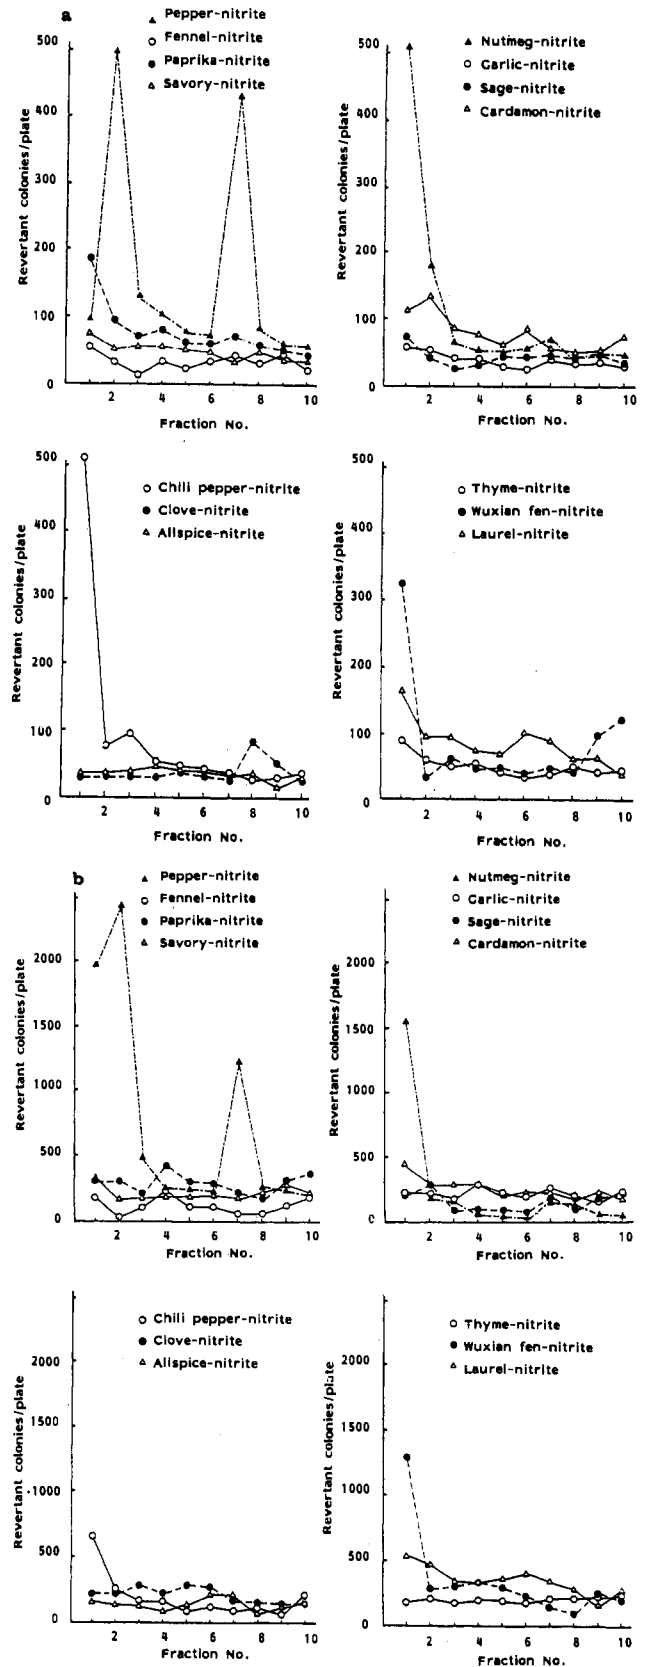 a
Pepper-nitrite
Fennel-nitrite
Paprika-nitrite
Savory-nitrite
500
400
300
200
100
0
Revertant colonies/plate
2 4 6 8 10
Fraction No.
Nutmeg-nitrite
Garlic-nitrite
Sage-nitrite
Cardamon-nitrite
500
400
300
200
100
0
Revertant colonies/plate
2 4 6 8 10
Fraction No.
Chili pepper-nitrite
Clove-nitrite
Allspice-nitrite
500
400
300
200
100
0
Revertant colonies/plate
2 4 6 8 10
Fraction No.
Thyme-nitrite
Wuxian fen-nitrite
Laurel-nitrite
500
400
300
200
100
0
Revertant colonies/plate
2 4 6 8 10
Fraction No.
b
Pepper-nitrite
Fennel-nitrite
Paprika-nitrite
Savory-nitrite
2000
1500
1000
500
0
Revertant colonies/plate
2 4 6 8 10
Fraction No.
Nutmeg-nitrite
Garlic-nitrite
Sage-nitrite
Cardamon-nitrite
2000
1500
1000
500
0
Revertant colonies/plate
2 4 6 8 10
Fraction No.
Chili pepper-nitrite
Clove-nitrite
Allspice-nitrite
2000
1500
1000
500
0
Revertant colonies/plate
2 4 6 8 10
Fraction No.
Thyme-nitrite
Wuxian fen-nitrite
Laurel-nitrite
2000
1500
1000
500
0
Revertant colonies/plate
2 4 6 8 10
Fraction No.